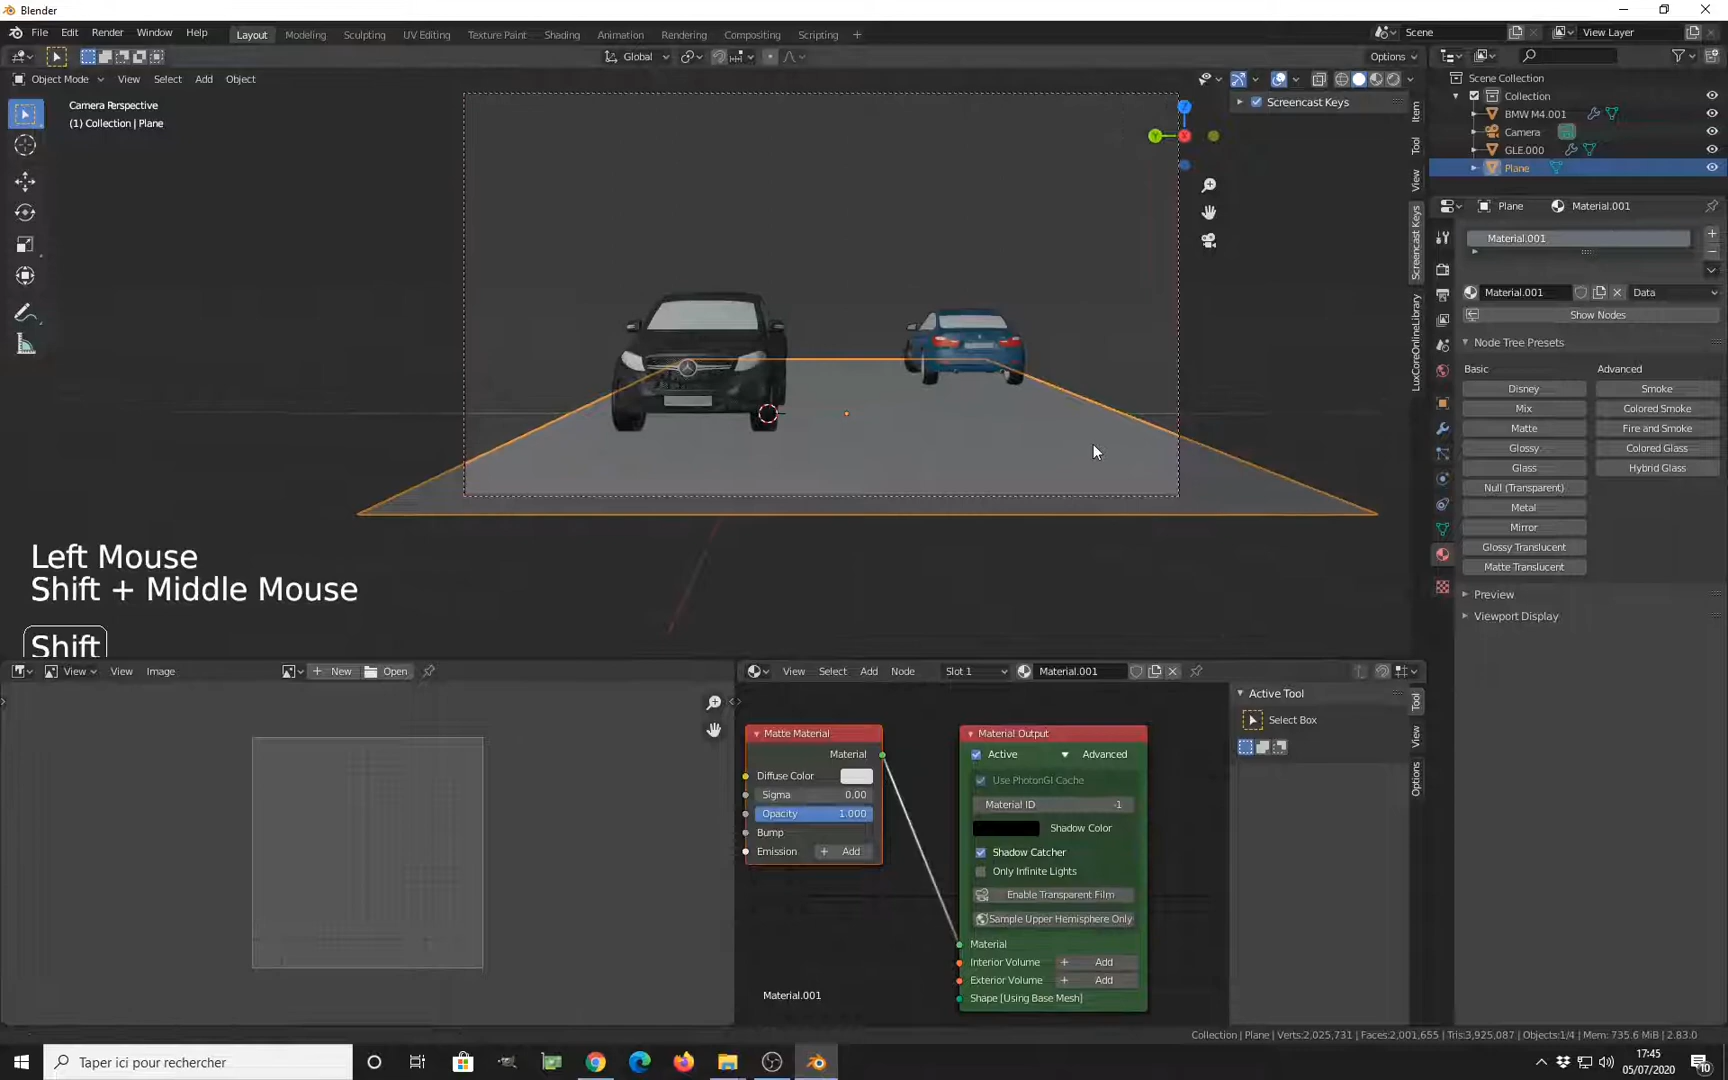 Blender
File Edit Render Window Help
Layout Modeling Sculpting UV Editing Texture Paint Shading Animation Rendering Compositing Scripting +
Scene View Layer
Global Options
Object Mode View Select Add Object
Camera Perspective
(1) Collection | Plane
Screencast Keys
Item
Tool
View
Screencast Keys
LuxCoreOnlineLibrary
Z
Y
X
Scene Collection
Collection
BMW M4.001
Camera
GLE.000
Plane
Plane Material.001
Material.001
Material.001 Data
Show Nodes
Node Tree Presets
Basic Advanced
Disney Smoke
Mix Colored Smoke
Matte Fire and Smoke
Glossy Colored Glass
Glass Hybrid Glass
Null (Transparent)
Metal
Mirror
Glossy Translucent
Matte Translucent
Preview
Viewport Display
Left Mouse
Shift + Middle Mouse
Shift
View View Image New Open
View Select Add Node Slot 1 Material.001
Matte Material
Material
Diffuse Color
Sigma 0.00
Opacity 1.000
Bump
Emission + Add
Material Output
Active Advanced
Use PhotonGI Cache
Material ID -1
Shadow Color
Shadow Catcher
Only Infinite Lights
Enable Transparent Film
Sample Upper Hemisphere Only
Material
Interior Volume + Add
Exterior Volume + Add
Shape [Using Base Mesh]
Material.001
Active Tool
Select Box
Tool
View
Options
Collection | Plane | Verts:2,025,731 | Faces:2,001,655 | Tris:3,925,087 | Objects:1/4 | Mem: 735.6 MiB | 2.83.0
Taper ici pour rechercher
17:45
05/07/2020
10